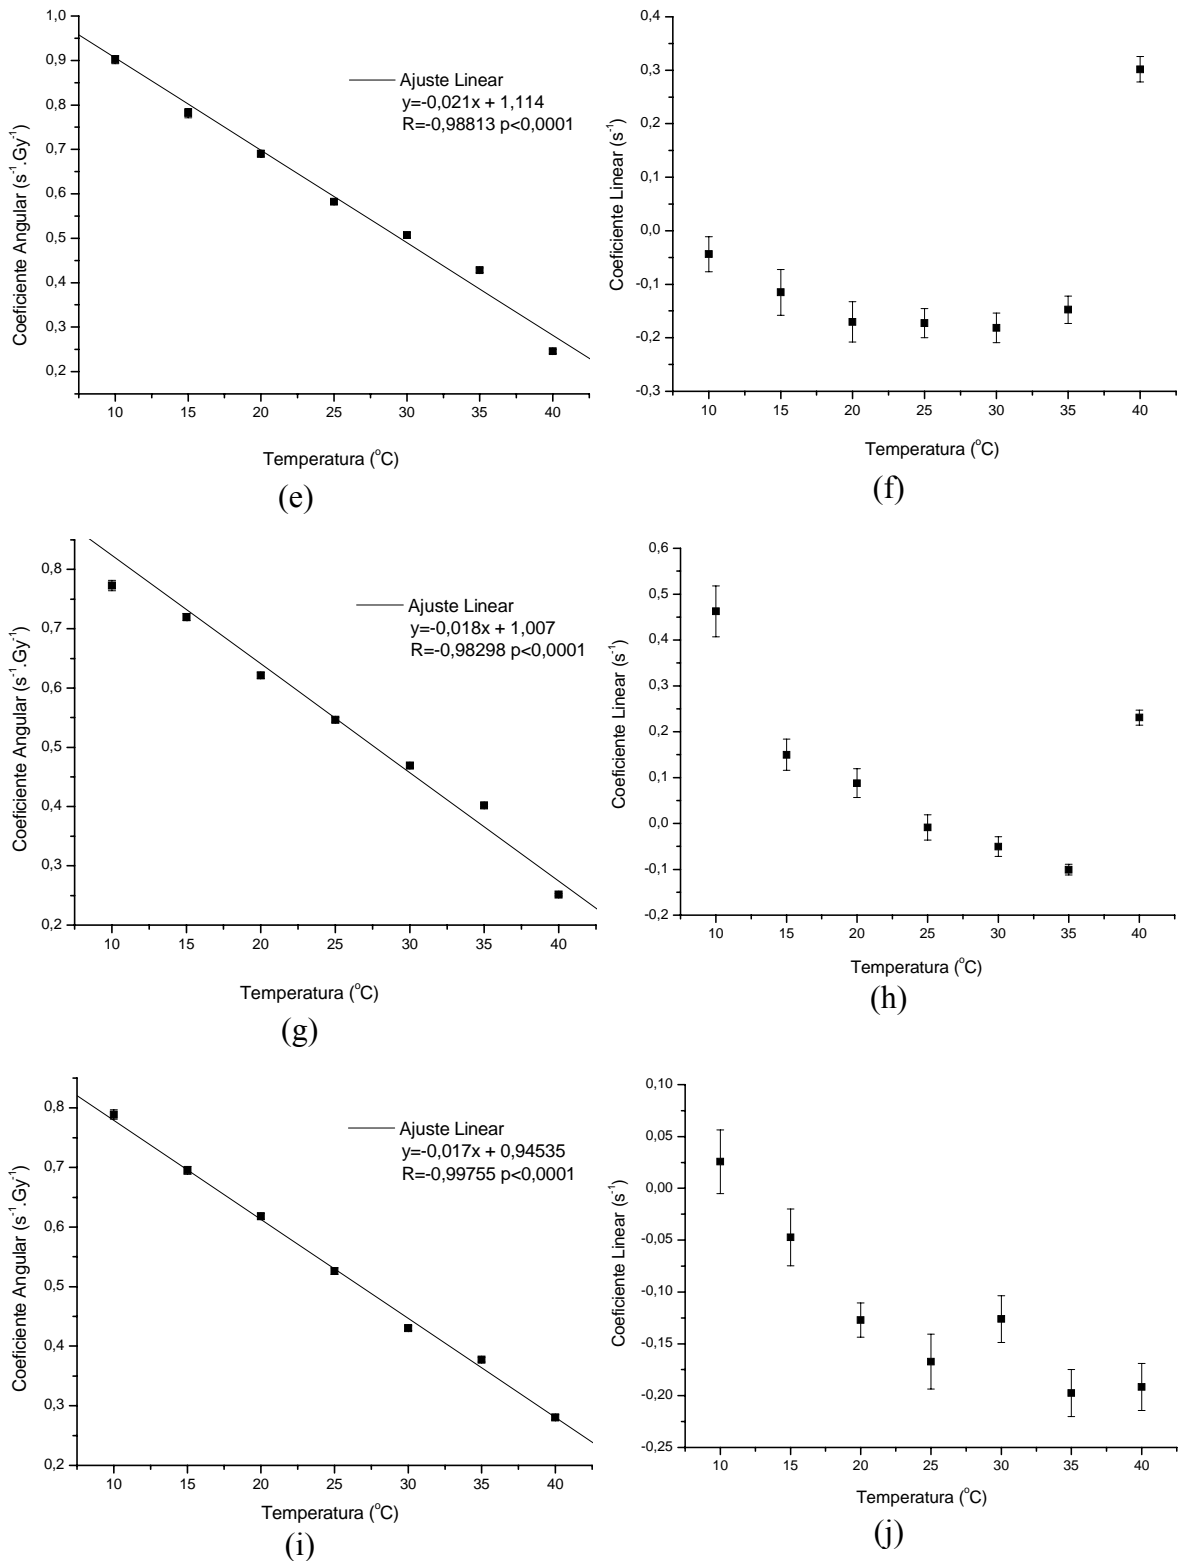 1,0
0,9
0,8
0,7
0,6
0,5
0,4
0,3
0,2
Coeficiente Angular (s⁻¹.Gy⁻¹)
Ajuste Linear
y=-0,021x + 1,114
R=-0,98813 p<0,0001
10 15 20 25 30 35 40
Temperatura (°C)
(e)
0,4
0,3
0,2
0,1
0,0
-0,1
-0,2
-0,3
Coeficiente Linear (s⁻¹)
10 15 20 25 30 35 40
Temperatura (°C)
(f)
0,8
0,7
0,6
0,5
0,4
0,3
0,2
Coeficiente Angular (s⁻¹.Gy⁻¹)
Ajuste Linear
y=-0,018x + 1,007
R=-0,98298 p<0,0001
10 15 20 25 30 35 40
Temperatura (°C)
(g)
0,6
0,5
0,4
0,3
0,2
0,1
0,0
-0,1
-0,2
Coeficiente Linear (s⁻¹)
10 15 20 25 30 35 40
Temperatura (°C)
(h)
0,8
0,7
0,6
0,5
0,4
0,3
0,2
Coeficiente Angular (s⁻¹.Gy⁻¹)
Ajuste Linear
y=-0,017x + 0,94535
R=-0,99755 p<0,0001
10 15 20 25 30 35 40
Temperatura (°C)
(i)
0,10
0,05
0,00
-0,05
-0,10
-0,15
-0,20
-0,25
Coeficiente Linear (s⁻¹)
10 15 20 25 30 35 40
Temperatura (°C)
(j)